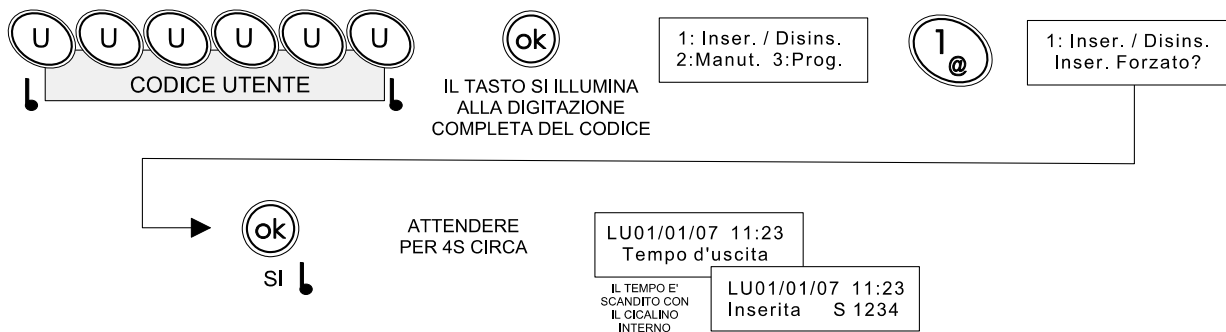 U U U U U U
CODICE UTENTE
ok
IL TASTO SI ILLUMINA
ALLA DIGITAZIONE
COMPLETA DEL CODICE
1: Inser. / Disins.
2:Manut. 3:Prog.
1 @
1: Inser. / Disins.
Inser. Forzato?
ok
SI
ATTENDERE
PER 4S CIRCA
LU01/01/07 11:23
Tempo d'uscita
IL TEMPO E'
SCANDITO CON
IL CICALINO
INTERNO
LU01/01/07 11:23
Inserita S 1234